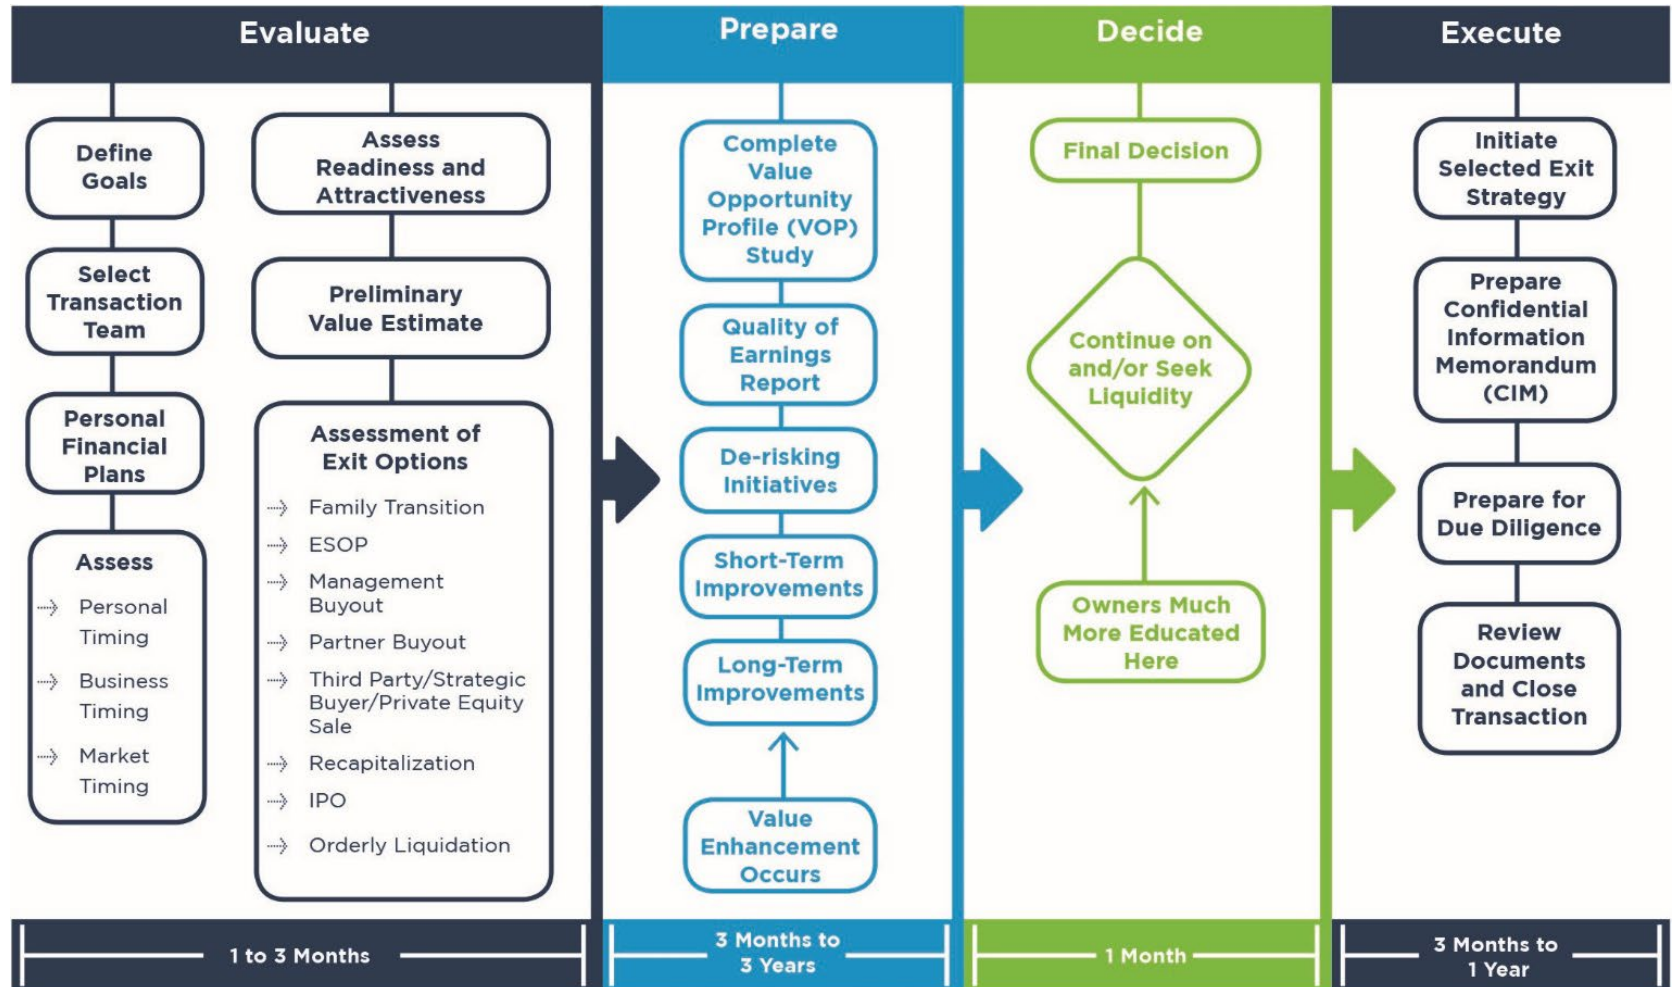 Evaluate
Define
Goals
Select
Transaction
Team
Personal
Financial
Plans
Assess
Personal
Timing
Business
Timing
Market
Timing
Assess
Readiness and
Attractiveness
Preliminary
Value Estimate
Assessment of
Exit Options
Family Transition
ESOP
Management
Buyout
Partner Buyout
Third Party/Strategic
Buyer/Private Equity
Sale
Recapitalization
IPO
Orderly Liquidation
1 to 3 Months
Prepare
Complete
Value
Opportunity
Profile (VOP)
Study
Quality of
Earnings
Report
De-risking
Initiatives
Short-Term
Improvements
Long-Term
Improvements
Value
Enhancement
Occurs
3 Months to
3 Years
Decide
Final Decision
Continue on
and/or Seek
Liquidity
Owners Much
More Educated
Here
1 Month
Execute
Initiate
Selected Exit
Strategy
Prepare
Confidential
Information
Memorandum
(CIM)
Prepare for
Due Diligence
Review
Documents
and Close
Transaction
3 Months to
1 Year